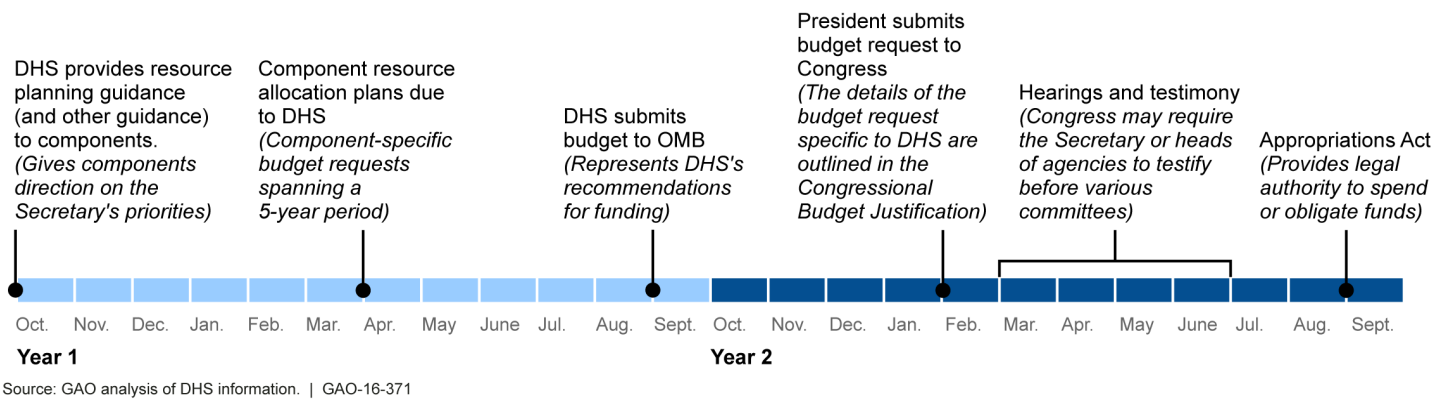 DHS provides resource
planning guidance
(and other guidance)
to components.
(Gives components
direction on the
Secretary's priorities)
Component resource
allocation plans due
to DHS
(Component-specific
budget requests
spanning a
5-year period)
DHS submits
budget to OMB
(Represents DHS's
recommendations
for funding)
President submits
budget request to
Congress
(The details of the
budget request
specific to DHS are
outlined in the
Congressional
Budget Justification)
Hearings and testimony
(Congress may require
the Secretary or heads
of agencies to testify
before various
committees)
Appropriations Act
(Provides legal
authority to spend
or obligate funds)
Oct. Nov. Dec. Jan. Feb. Mar. Apr. May June Jul. Aug. Sept. Oct. Nov. Dec. Jan. Feb. Mar. Apr. May June Jul. Aug. Sept.
Year 1 Year 2
Source: GAO analysis of DHS information. | GAO-16-371